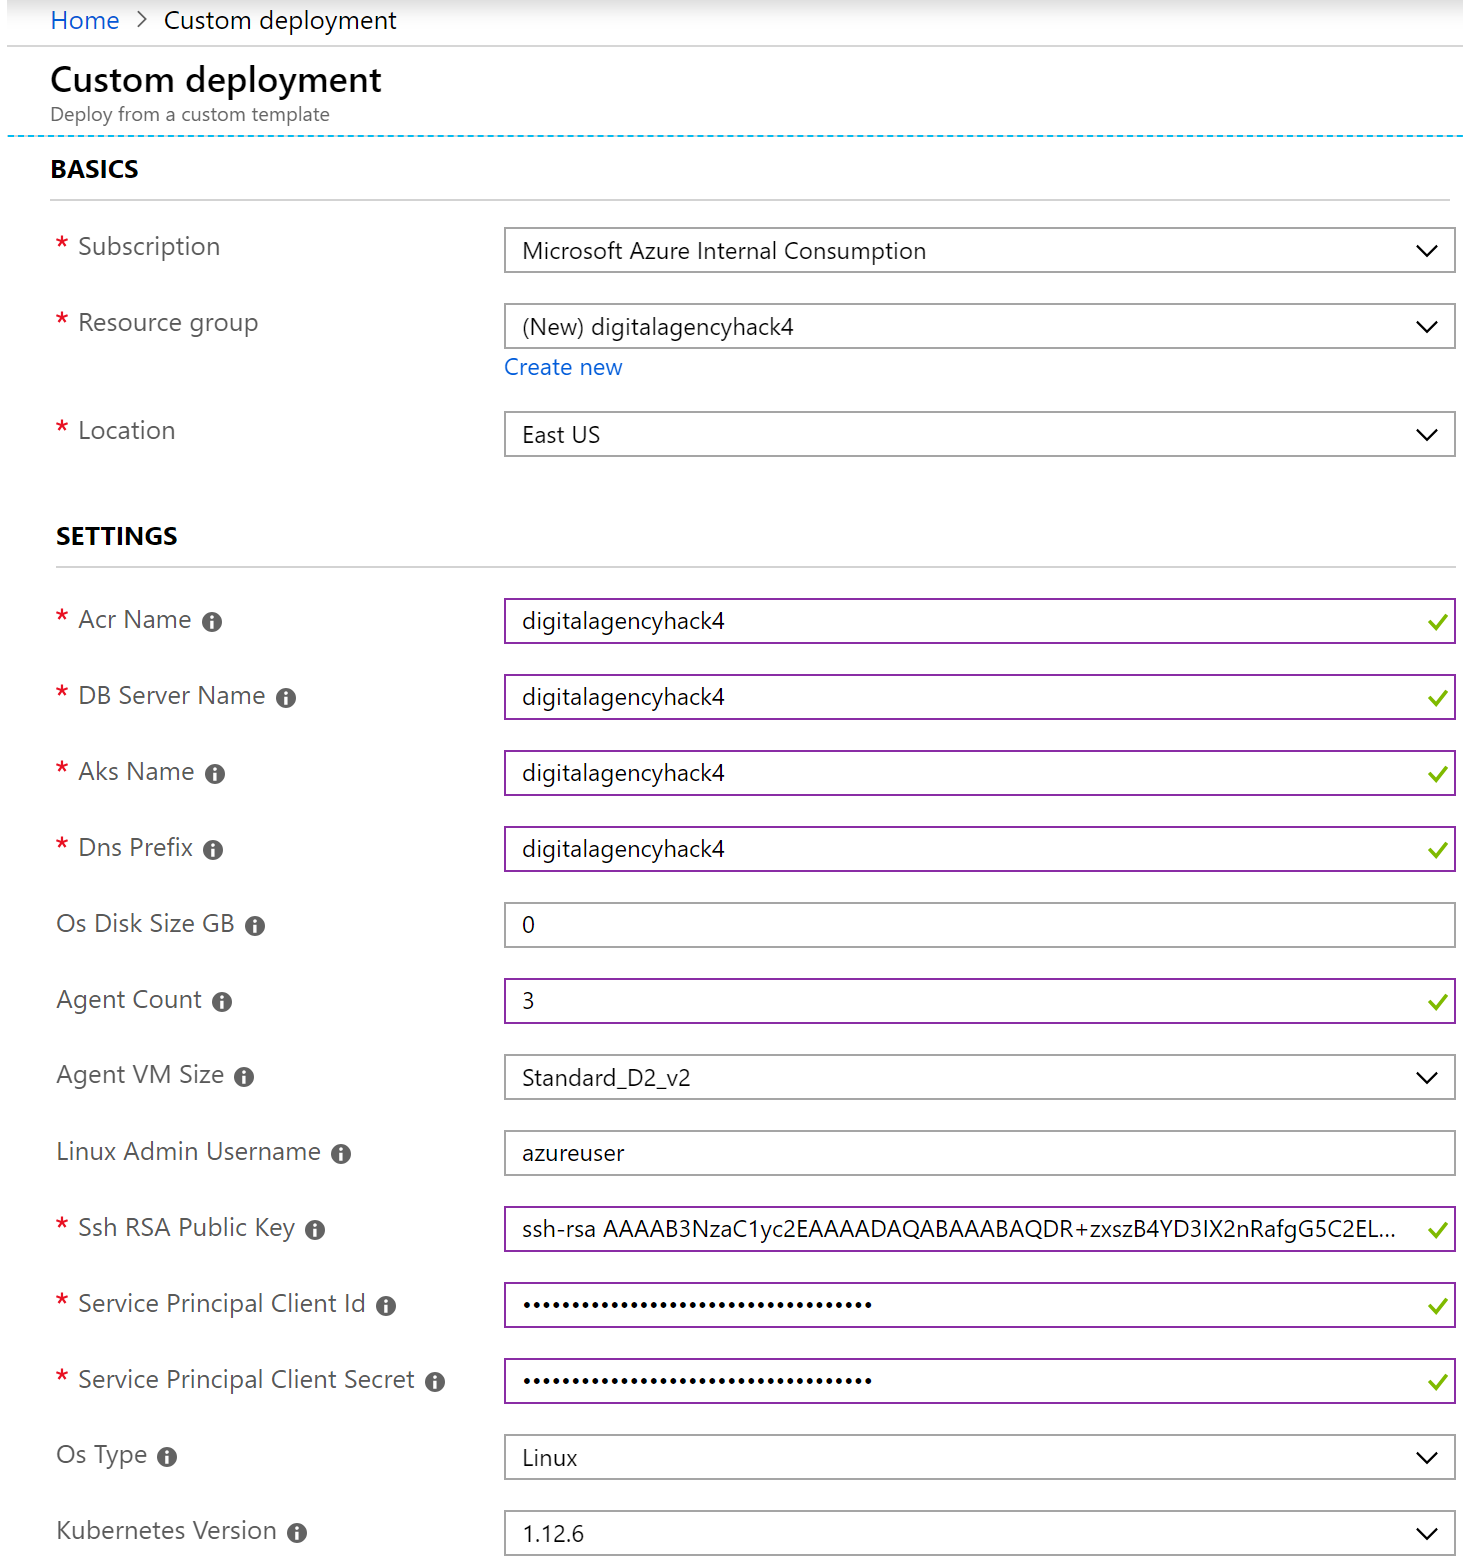 Home > Custom deployment
Custom deployment
Deploy from a custom template
BASICS
* Subscription
Microsoft Azure Internal Consumption
* Resource group
(New) digitalagencyhack4
Create new
* Location
East US
SETTINGS
* Acr Name
digitalagencyhack4
* DB Server Name
digitalagencyhack4
* Aks Name
digitalagencyhack4
* Dns Prefix
digitalagencyhack4
Os Disk Size GB
0
Agent Count
3
Agent VM Size
Standard_D2_v2
Linux Admin Username
azureuser
* Ssh RSA Public Key
ssh-rsa AAAAB3NzaC1yc2EAAAADAQABAAABAQDR+zxszB4YD3IX2nRafgG5C2EL...
* Service Principal Client Id
••••••••••••••••••••••••••••••••••••
* Service Principal Client Secret
••••••••••••••••••••••••••••••••••••
Os Type
Linux
Kubernetes Version
1.12.6